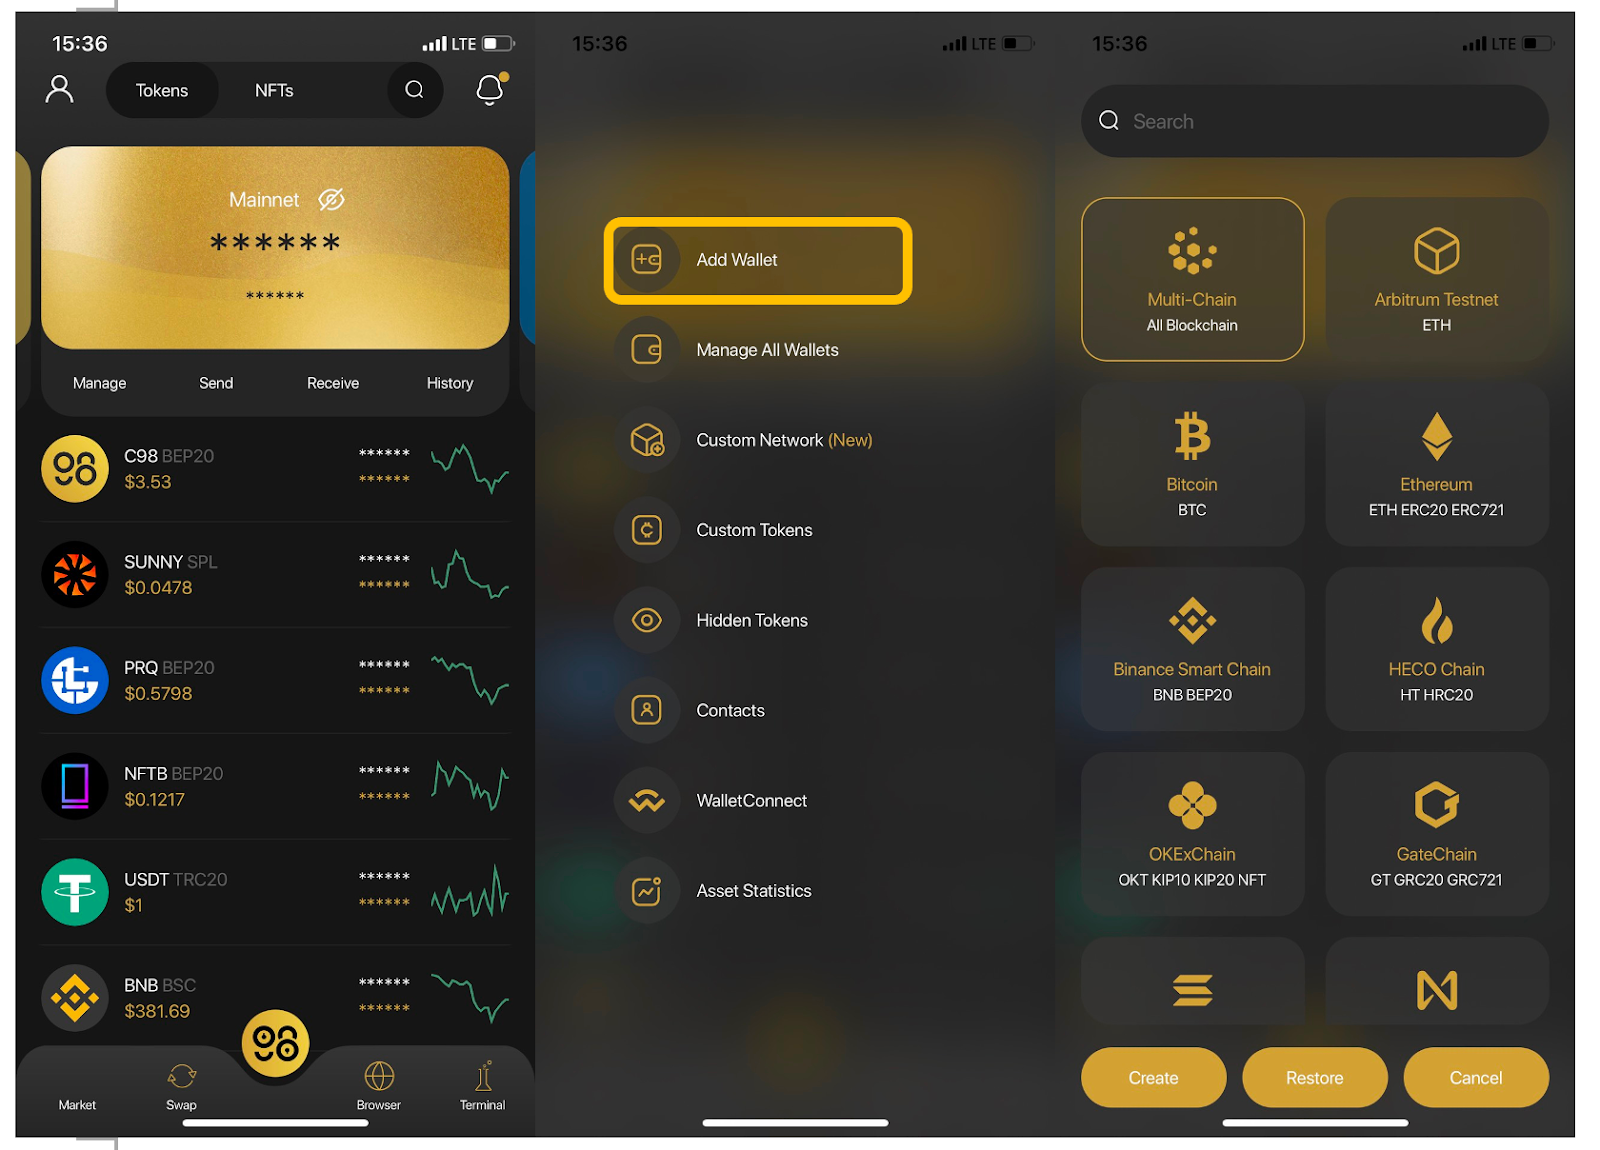 15:36
LTE
Tokens
NFTs
Mainnet
******
******
Manage
Send
Receive
History
C98 BEP20
$3.53
******
******
SUNNY SPL
$0.0478
******
******
PRQ BEP20
$0.5798
******
******
NFTB BEP20
$0.1217
******
******
USDT TRC20
$1
******
******
BNB BSC
$381.69
******
******
98
Market
Swap
Browser
Terminal
15:36
LTE
Add Wallet
Manage All Wallets
Custom Network (New)
Custom Tokens
Hidden Tokens
Contacts
WalletConnect
Asset Statistics
15:36
LTE
Search
Multi-Chain
All Blockchain
Arbitrum Testnet
ETH
Bitcoin
BTC
Ethereum
ETH ERC20 ERC721
Binance Smart Chain
BNB BEP20
HECO Chain
HT HRC20
OKExChain
OKT KIP10 KIP20 NFT
GateChain
GT GRC20 GRC721
Create
Restore
Cancel